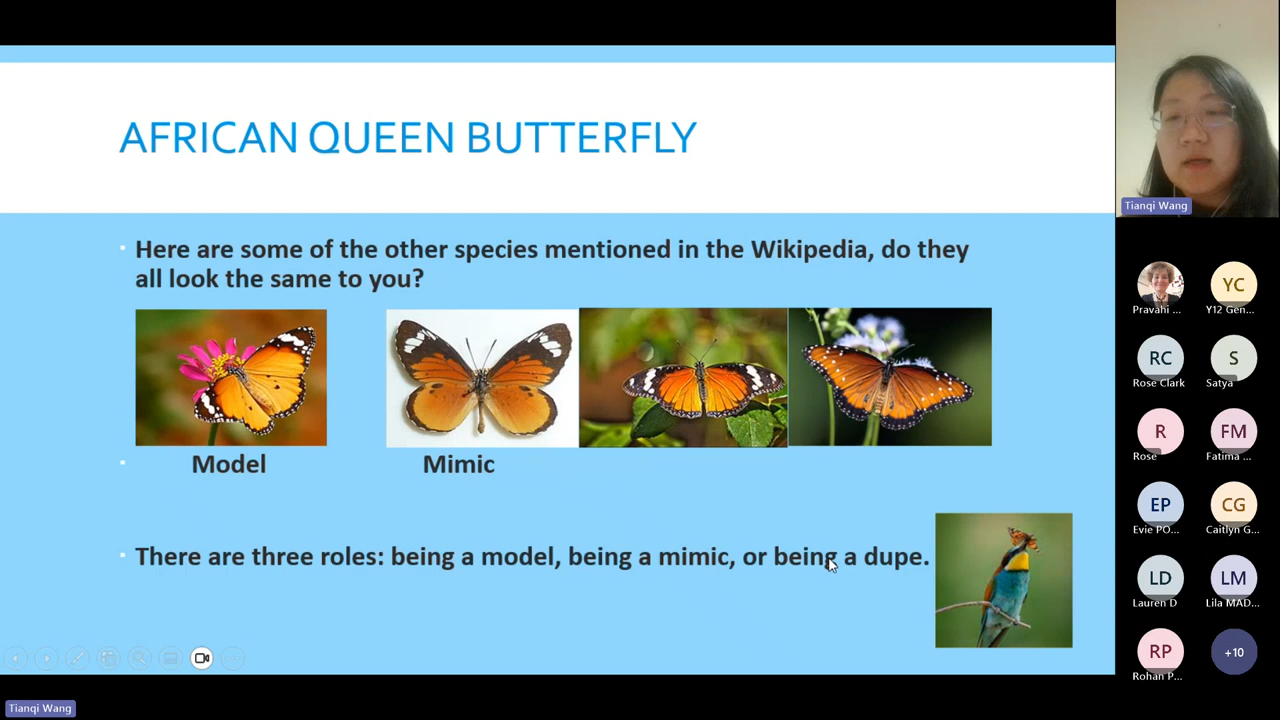 AFRICAN QUEEN BUTTERFLY
Here are some of the other species mentioned in the Wikipedia, do they
all look the same to you?
Model Mimic
There are three roles: being a model, being a mimic, or being a dupe.
Tianqi Wang
Tianqi Wang
Pravahi ...
YC
Y12 Gen...
RC
Rose Clark
S
Satya
R
Rose
FM
Fatima ...
EP
Evie PO...
CG
Caitlyn G...
LD
Lauren D
LM
Lila MAD...
RP
Rohan P...
+10